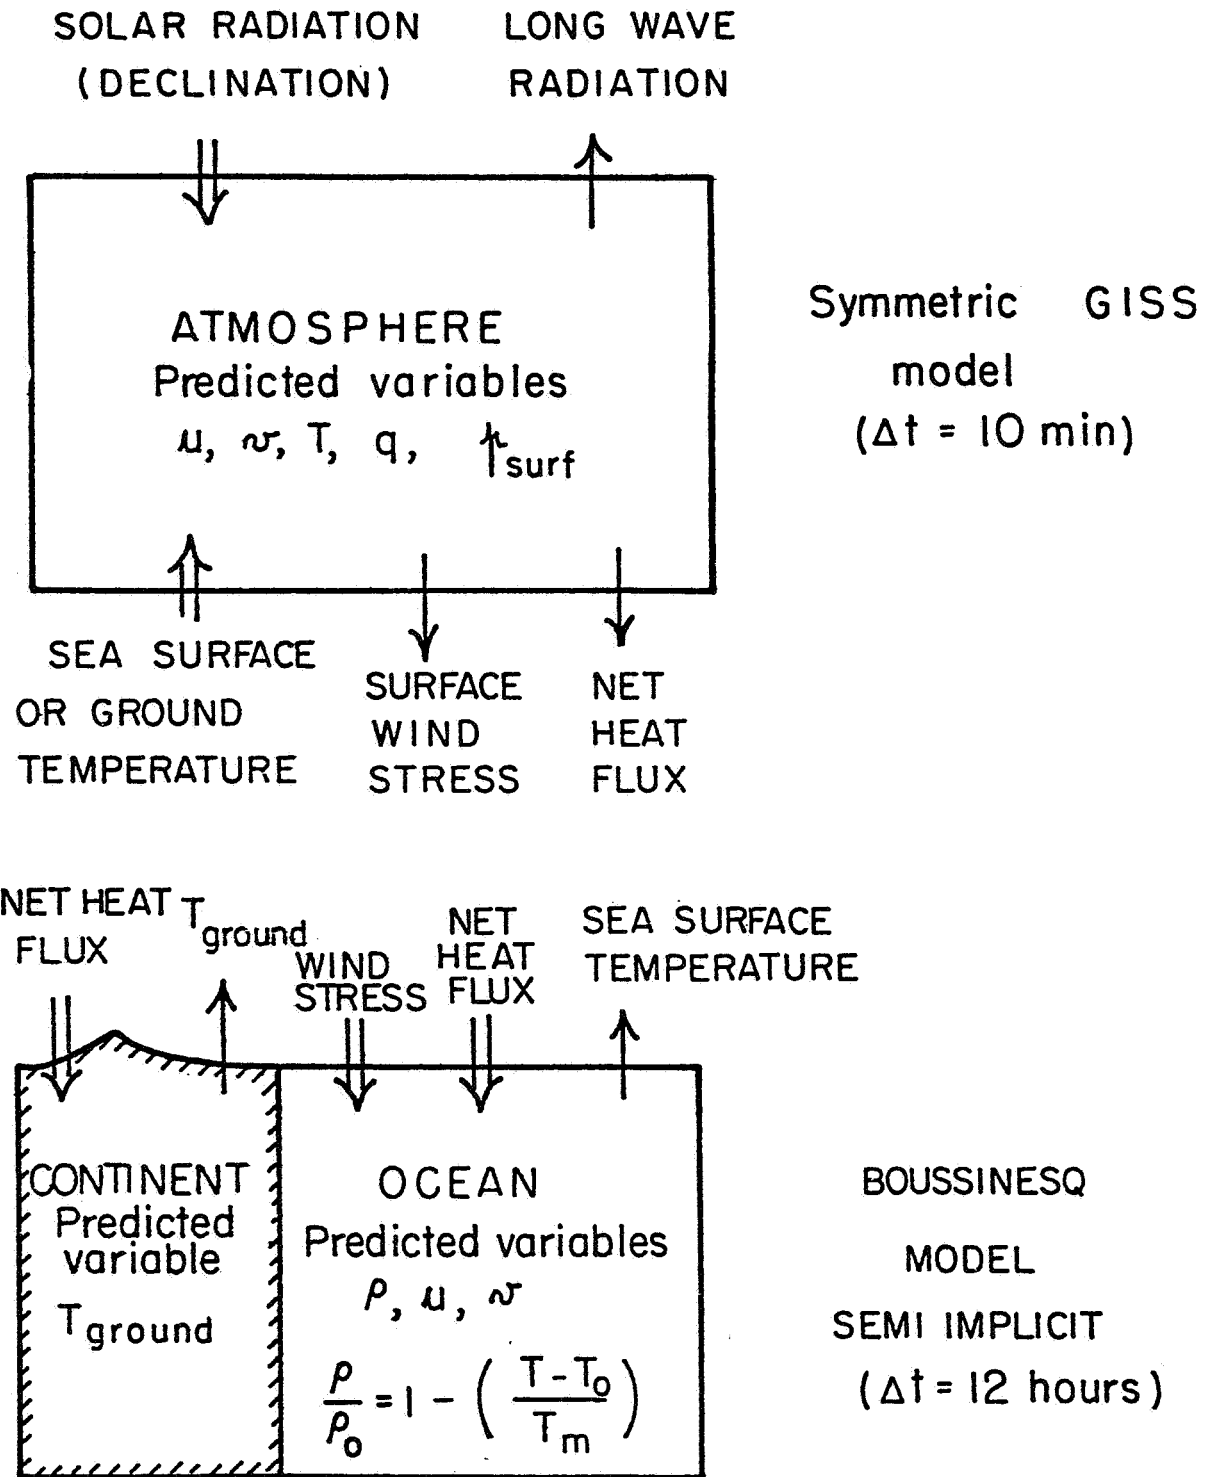 SOLAR RADIATION
(DECLINATION)
LONG WAVE
RADIATION
ATMOSPHERE
Predicted variables
u, v, T, q, p_surf
Symmetric GISS
model
(Δt = 10 min)
SEA SURFACE
OR GROUND
TEMPERATURE
SURFACE
WIND
STRESS
NET
HEAT
FLUX
NET HEAT
FLUX
T_ground
WIND
STRESS
NET
HEAT
FLUX
SEA SURFACE
TEMPERATURE
CONTINENT
Predicted
variable
T_ground
OCEAN
Predicted variables
ρ, u, v
ρ/ρ_0 = 1 - ((T - T_0)/T_m)
BOUSSINESQ
MODEL
SEMI IMPLICIT
(Δt = 12 hours)